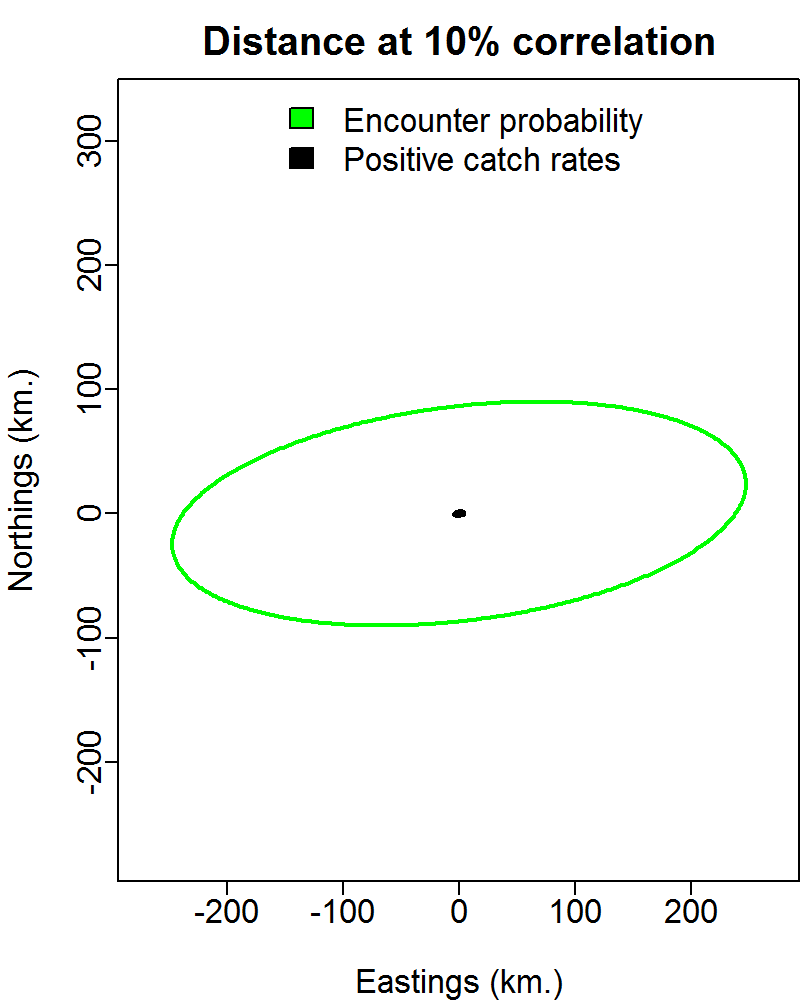 Distance at 10% correlation
Encounter probability
Positive catch rates
300
200
100
0
-100
-200
Northings (km.)
-200 -100 0 100 200
Eastings (km.)